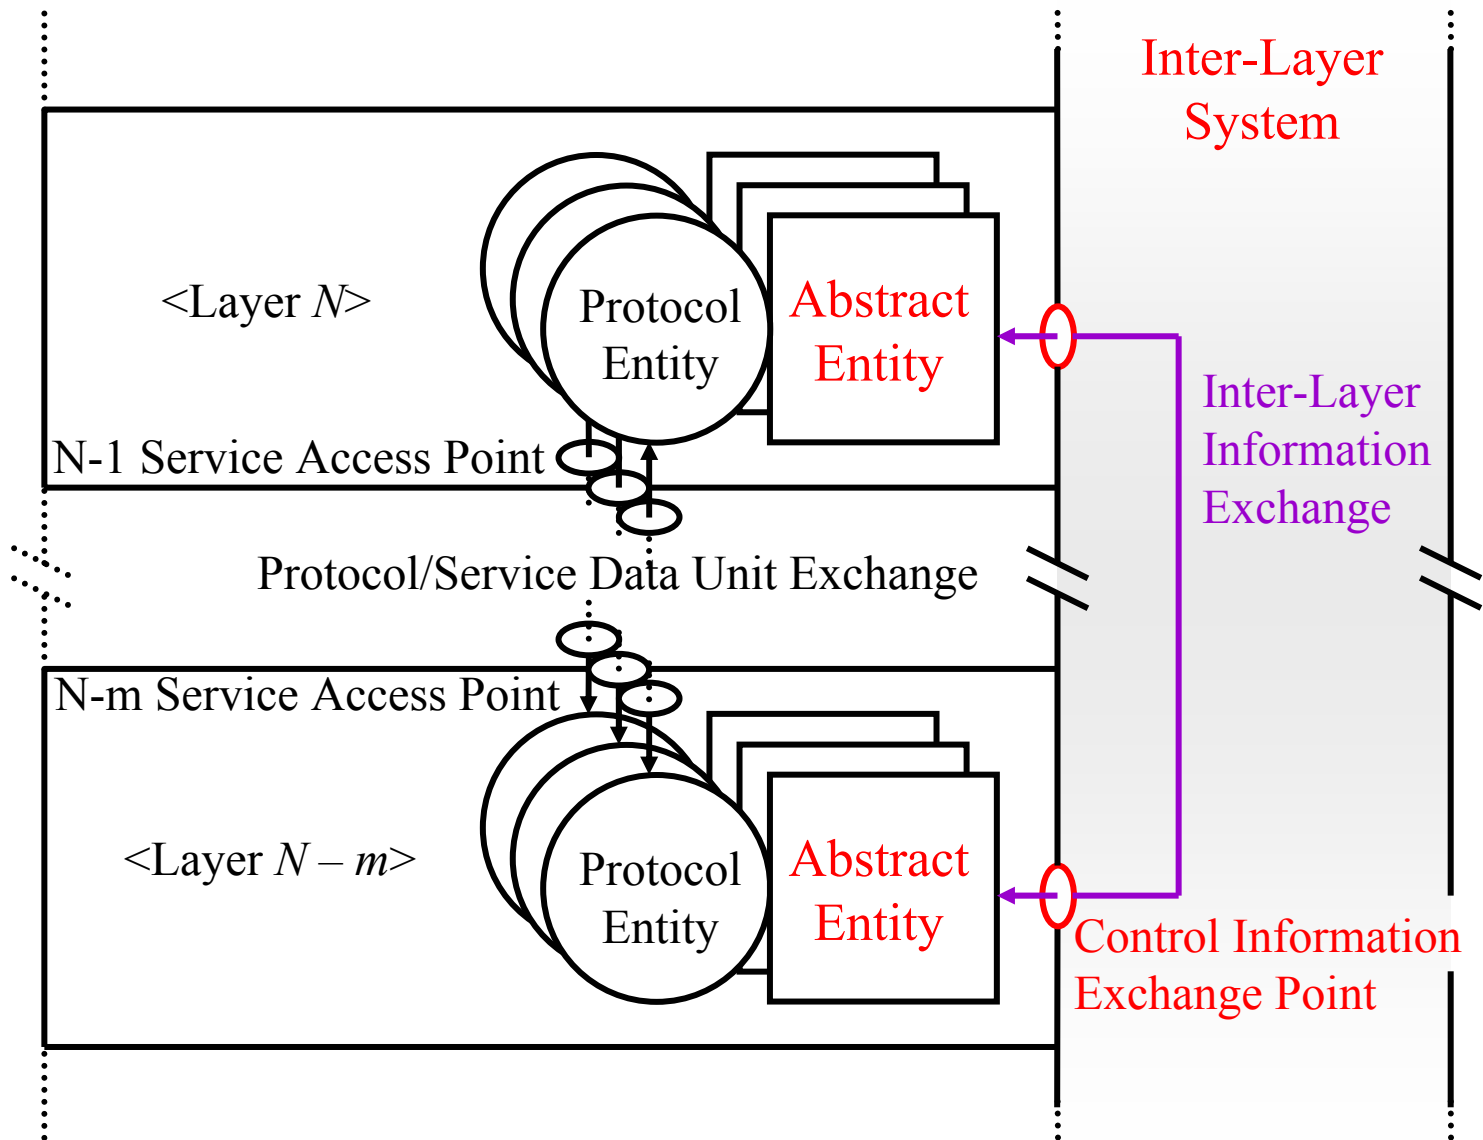 Inter-Layer
System
<Layer N>
Protocol
Entity
Abstract
Entity
Inter-Layer
Information
Exchange
N-1 Service Access Point
Protocol/Service Data Unit Exchange
N-m Service Access Point
<Layer N – m>
Protocol
Entity
Abstract
Entity
Control Information
Exchange Point